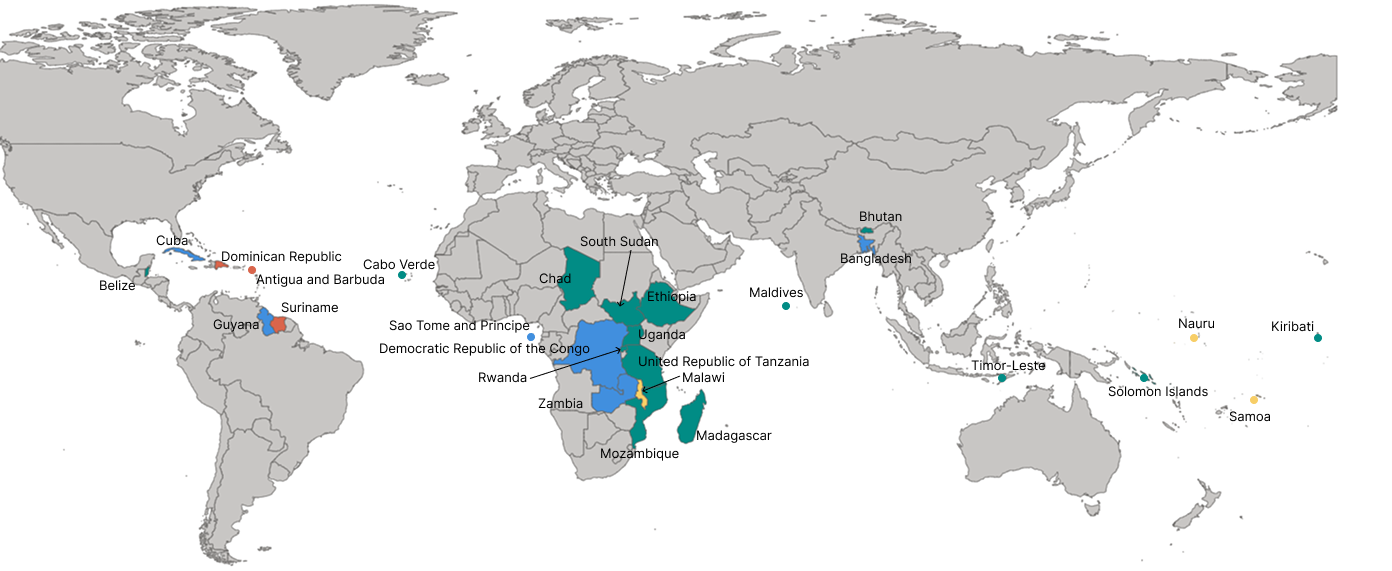 Bhutan
Cuba
South Sudan
Dominican Republic
Bangladesh
Cabo Verde
Antigua and Barbuda
Chad
Belize
Maldives
Ethiopia
Suriname
Guyana
Sao Tome and Principe
Nauru
Kiribati
Uganda
Democratic Republic of the Congo
United Republic of Tanzania
Timor-Leste
Rwanda
Malawi
Solomon Islands
Zambia
Samoa
Madagascar
Mozambique